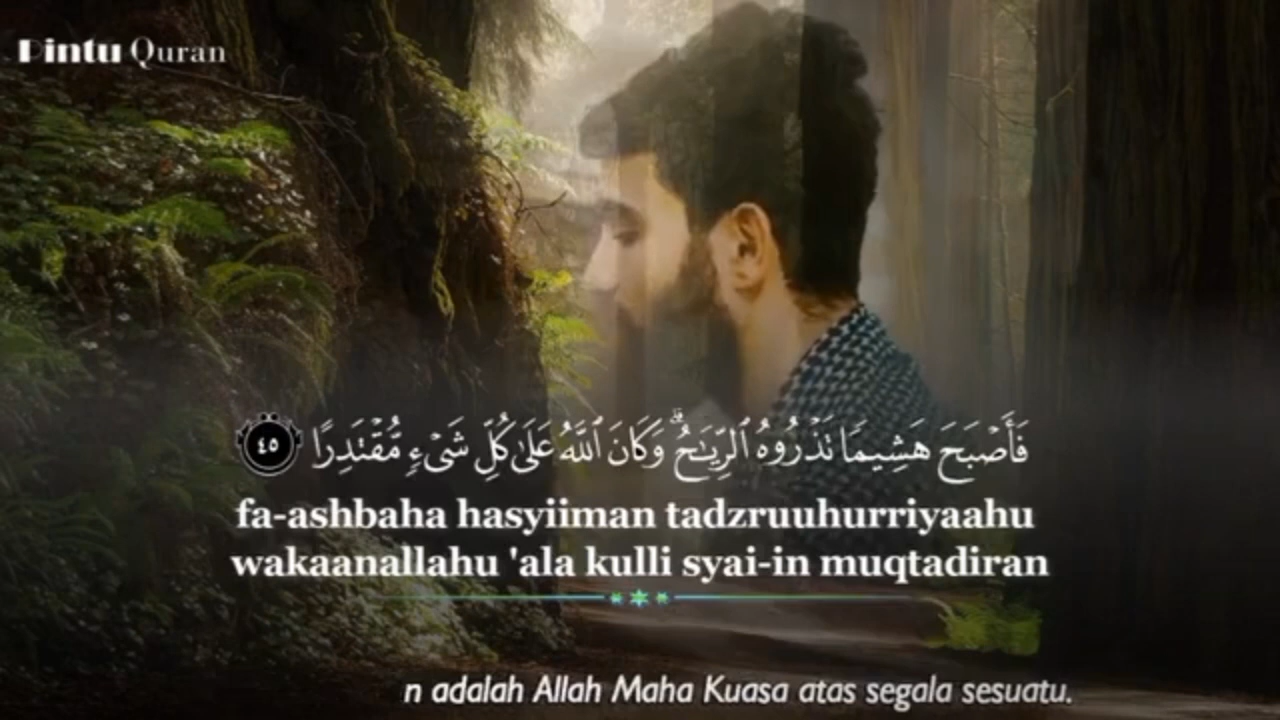 Pintu Quran
فَأَصْبَحَ هَشِيمًا تَذْرُوهُ ٱلرِّيَٰحُ ۗ وَكَانَ ٱللَّهُ عَلَىٰ كُلِّ شَىْءٍ مُّقْتَدِرًا ٤٥
fa-ashbaha hasyiiman tadzruuhurriyaahu
wakaanallahu 'ala kulli syai-in muqtadiran
n adalah Allah Maha Kuasa atas segala sesuatu.